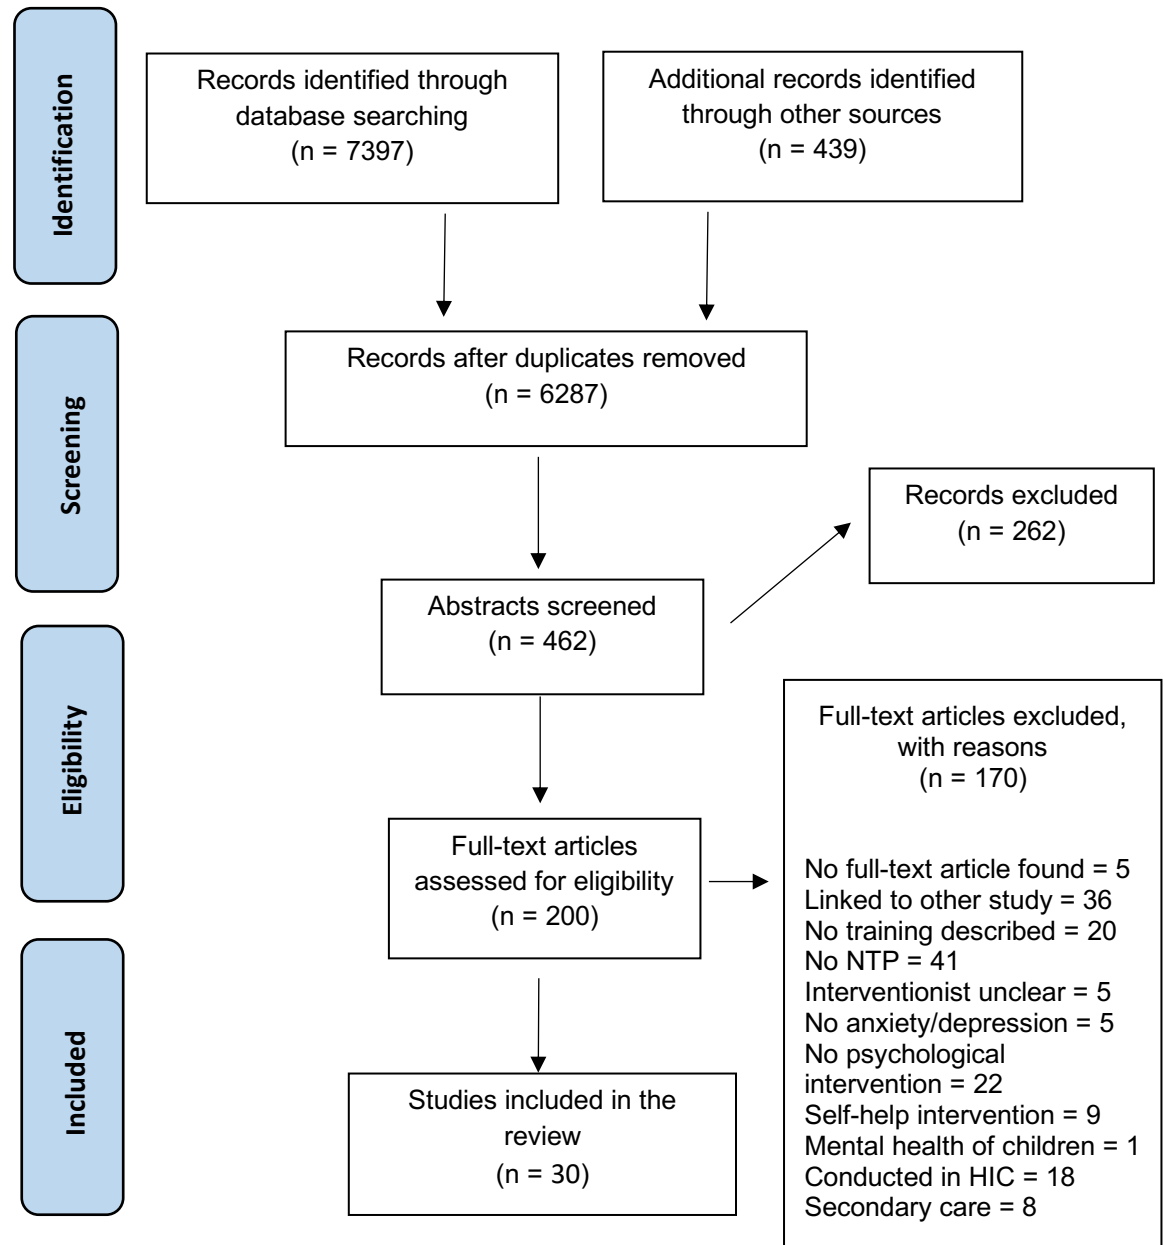 Identification
Records identified through
database searching
(n = 7397)
Additional records identified
through other sources
(n = 439)
Screening
Records after duplicates removed
(n = 6287)
Records excluded
(n = 262)
Abstracts screened
(n = 462)
Eligibility
Full-text articles
assessed for eligibility
(n = 200)
Full-text articles excluded,
with reasons
(n = 170)
No full-text article found = 5
Linked to other study = 36
No training described = 20
No NTP = 41
Interventionist unclear = 5
No anxiety/depression = 5
No psychological
intervention = 22
Self-help intervention = 9
Mental health of children = 1
Conducted in HIC = 18
Secondary care = 8
Included
Studies included in the
review
(n = 30)